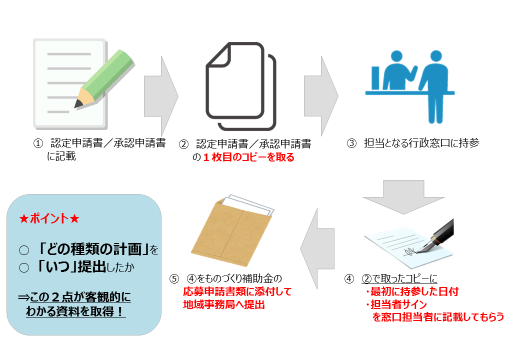 ① 認定申請書／承認申請書
に記載
② 認定申請書／承認申請書
の１枚目のコピーを取る
③ 担当となる行政窓口に持参
★ポイント★
○ 「どの種類の計画」を
○ 「いつ」提出したか
⇒この２点が客観的に
わかる資料を取得！
⑤ ④をものづくり補助金の
応募申請書類に添付して
地域事務局へ提出
④ ②で取ったコピーに
・最初に持参した日付
・担当者サイン
を窓口担当者に記載してもらう